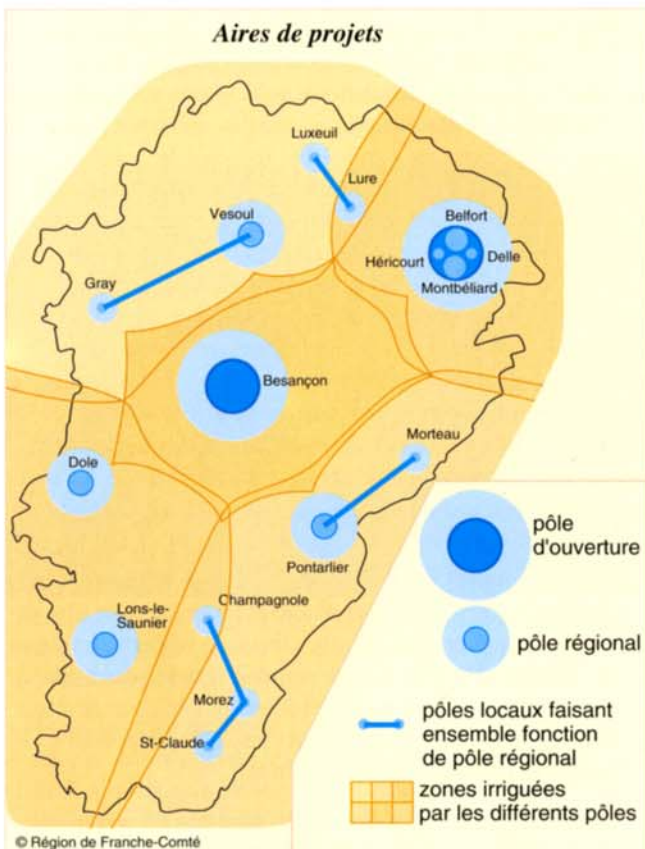 Aires de projets
Luxeuil
Lure
Vesoul
Belfort
Héricourt
Delle
Montbéliard
Gray
Besançon
Morteau
Dole
Pontarlier
Champagnole
Lons-le-
Saunier
Morez
St-Claude
pôle
d'ouverture
pôle régional
pôles locaux faisant
ensemble fonction
de pôle régional
zones irriguées
par les différents pôles
© Région de Franche-Comté